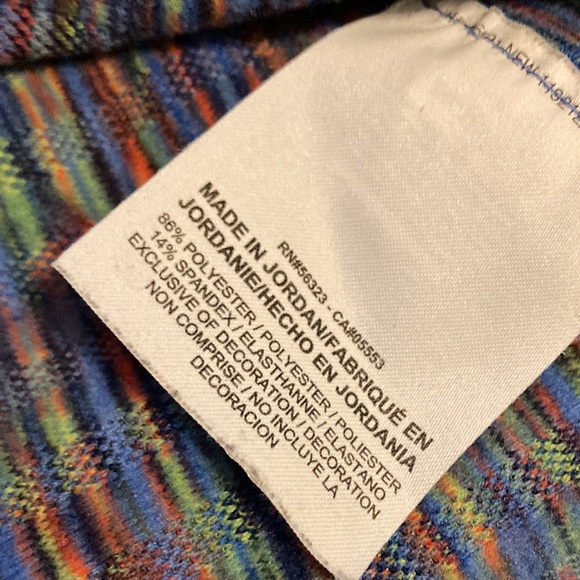 RN#56323 - CA#05553
MADE IN JORDAN/FABRIQUÉ EN
JORDANIE/HECHO EN JORDANIA
86% POLYESTER / POLYESTER / POLIESTER
14% SPANDEX / ELASTHANNE / ELASTANO
EXCLUSIVE OF DECORATION / DÉCORATION
NON COMPRISE / NO INCLUYE LA
DECORACION